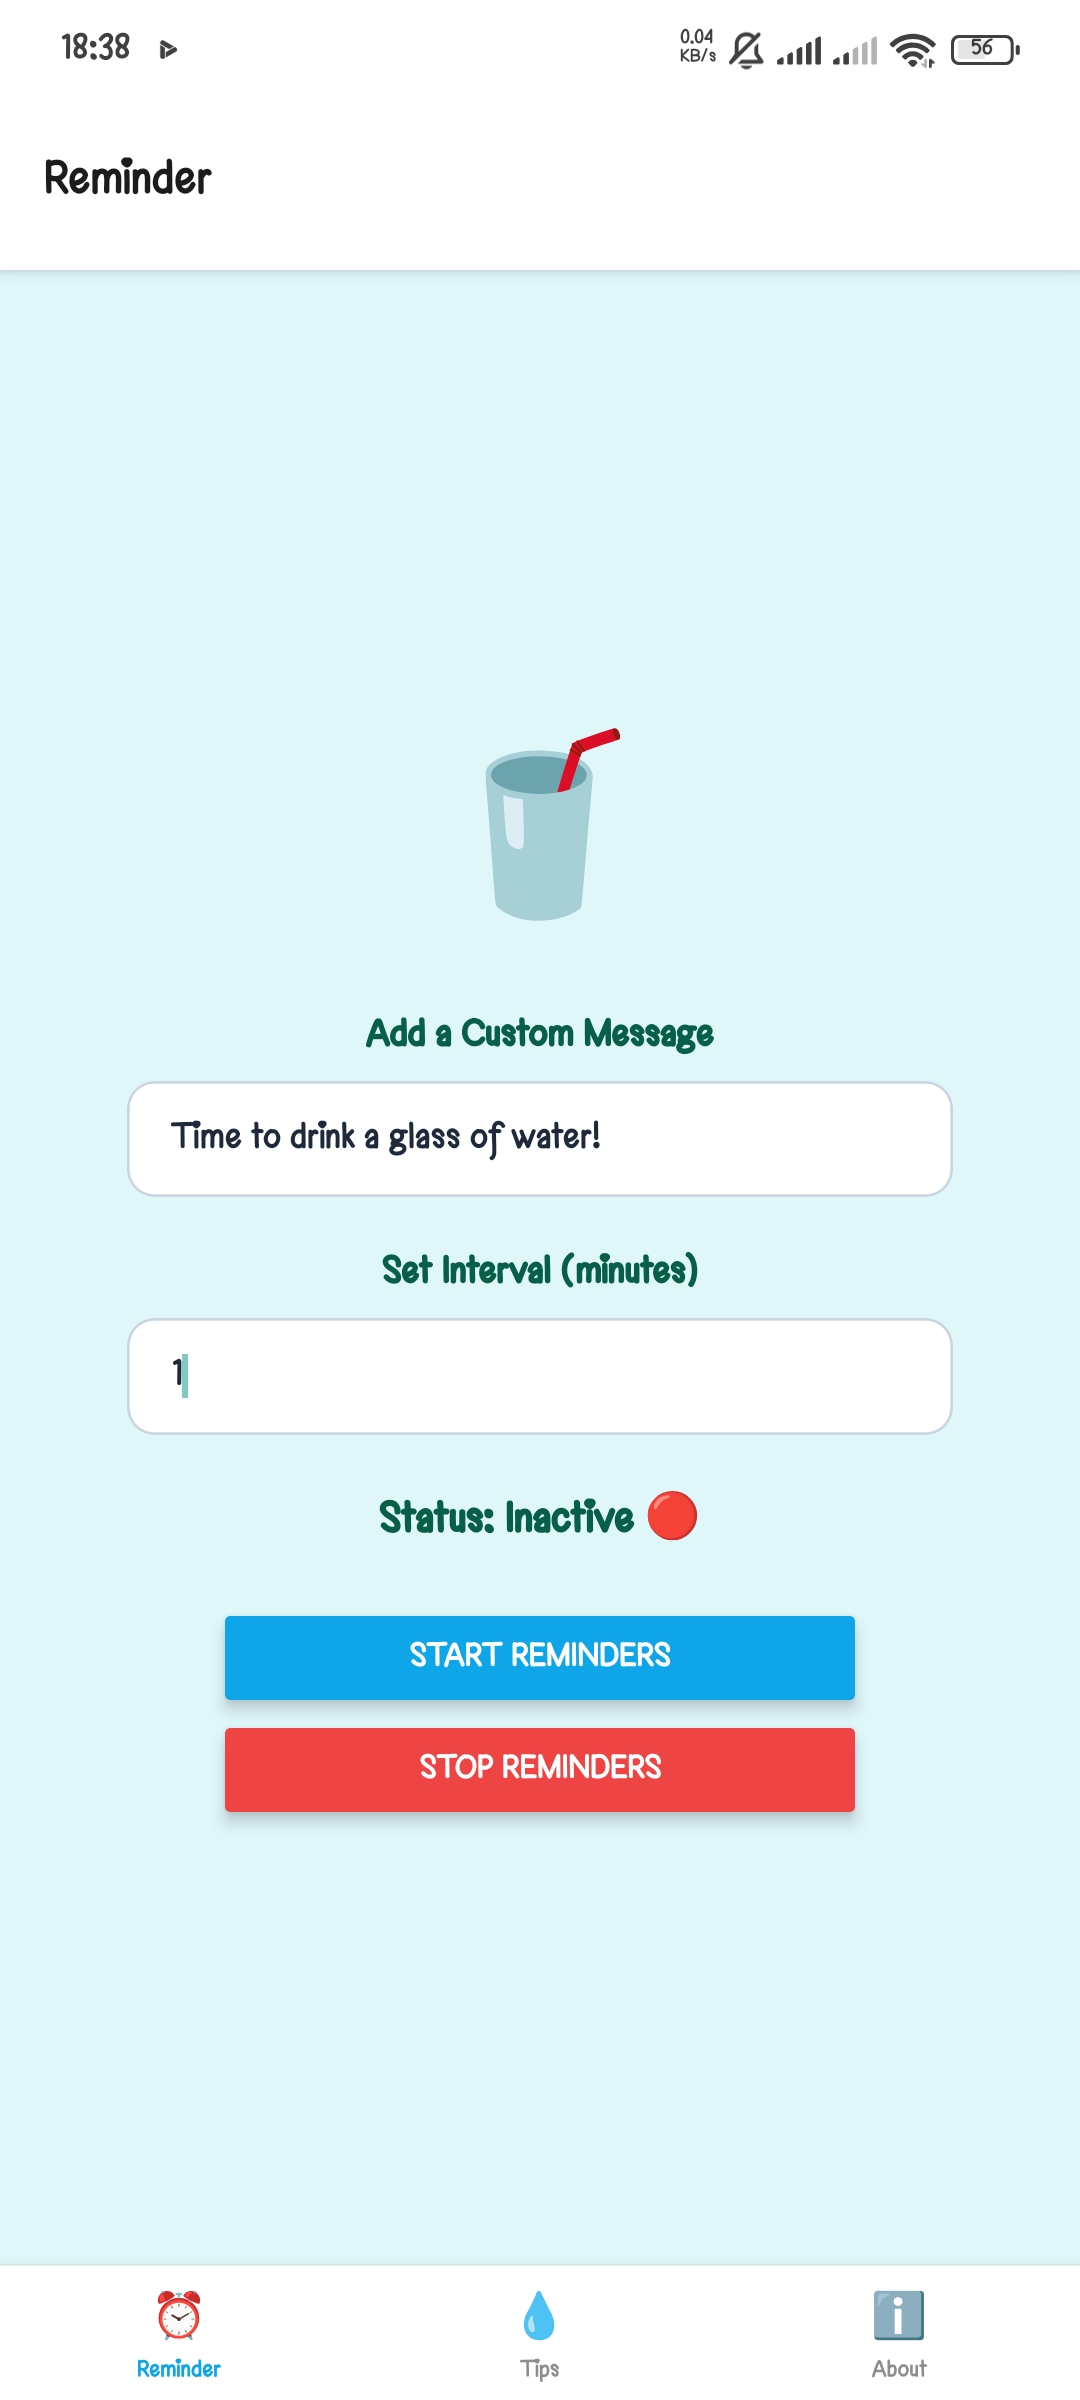 18:38 0.04 KB/s 56
Reminder
Add a Custom Message
Time to drink a glass of water!
Set Interval (minutes)
1
Status: Inactive
START REMINDERS
STOP REMINDERS
Reminder Tips About